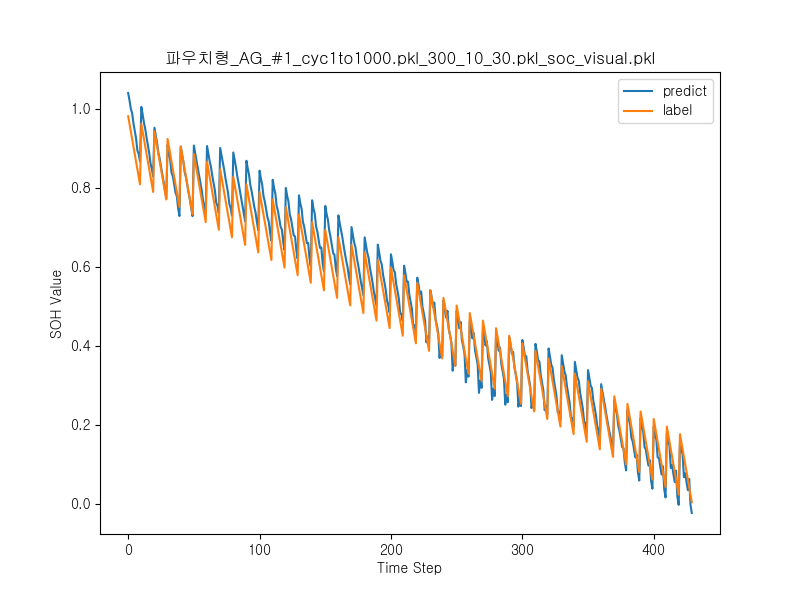 파우치형_AG_#1_cyc1to1000.pkl_300_10_30.pkl_soc_visual.pkl
predict
label
SOH Value
1.0
0.8
0.6
0.4
0.2
0.0
0 100 200 300 400
Time Step